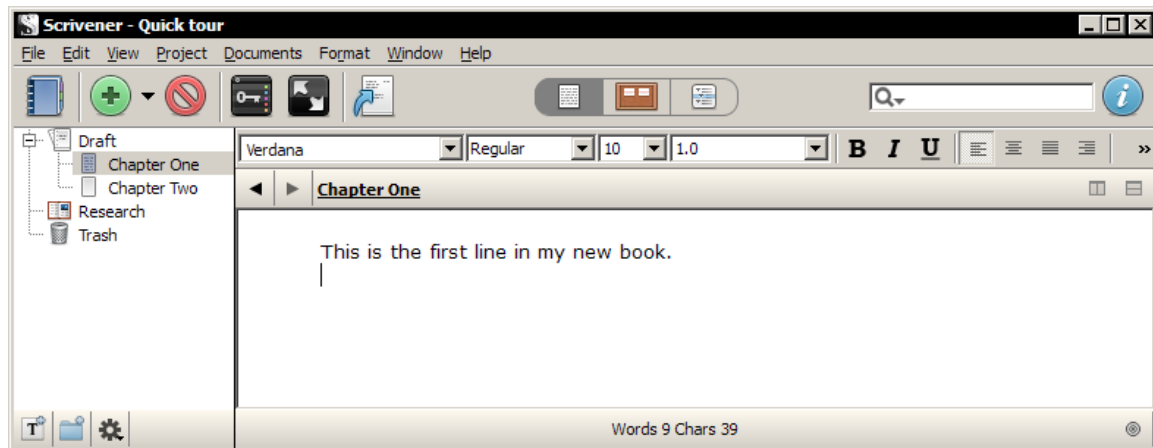 Scrivener - Quick tour
File Edit View Project Documents Format Window Help
Draft
Chapter One
Chapter Two
Research
Trash
Verdana Regular 10 1.0 B I U »
Chapter One
This is the first line in my new book.
Words 9 Chars 39